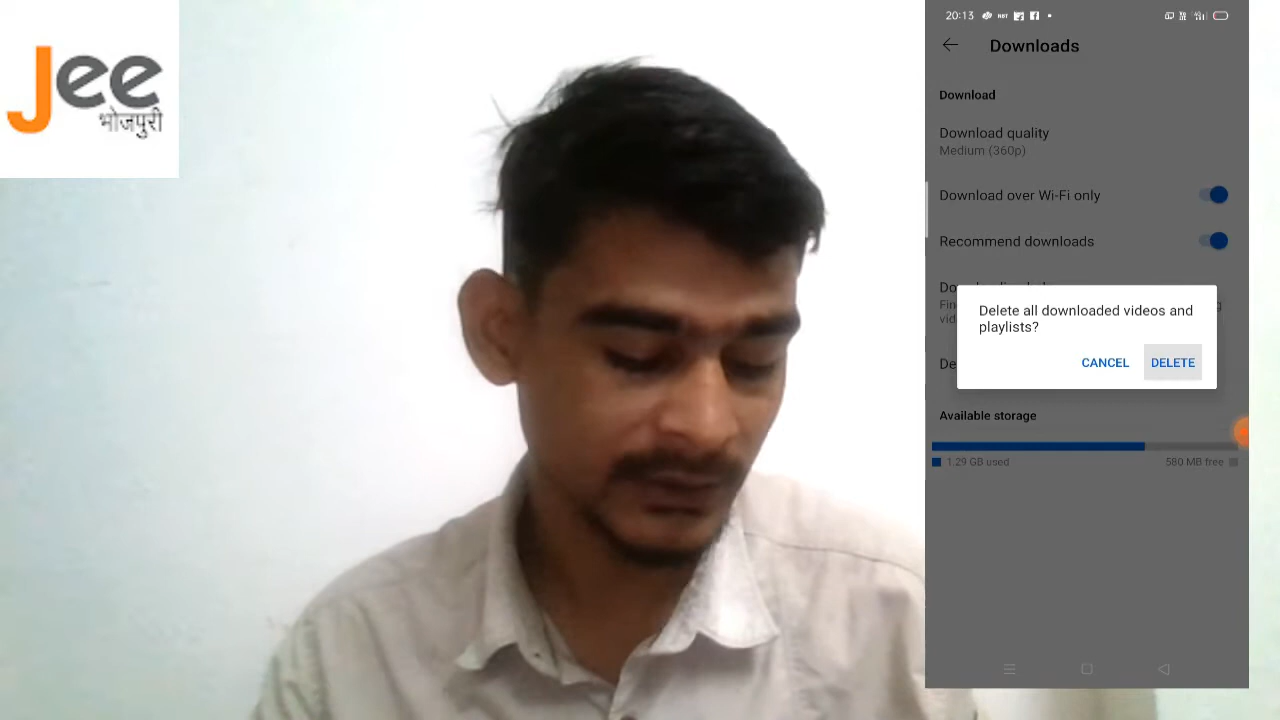 Jee
भोजपुरी
20:13
Downloads
Download
Download quality
Medium (360p)
Download over Wi-Fi only
Recommend downloads
Delete all downloaded videos and
playlists?
CANCEL
DELETE
Available storage
1.29 GB used
580 MB free